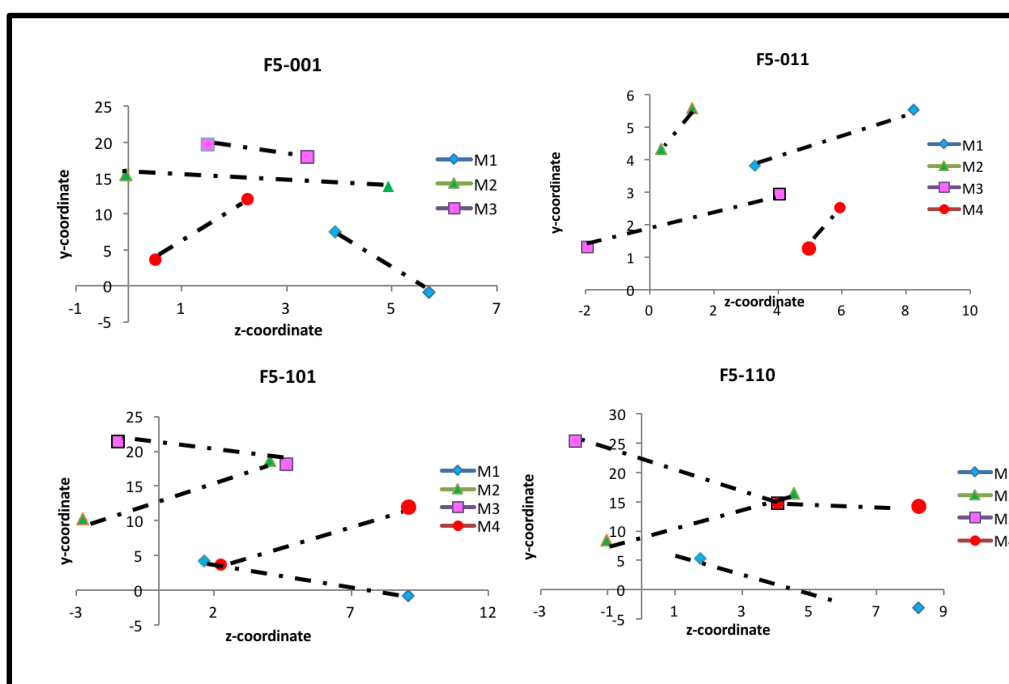 F5-001
25
20
15
10
5
0
-5
-1 1 3 5 7
y-coordinate
z-coordinate
M1
M2
M3
F5-011
6
5
4
3
2
1
0
-2 0 2 4 6 8 10
y-coordinate
z-coordinate
M1
M2
M3
M4
F5-101
25
20
15
10
5
0
-5
-3 2 7 12
y-coordinate
z-coordinate
M1
M2
M3
M4
F5-110
30
25
20
15
10
5
0
-5
-3 -1 1 3 5 7 9
y-coordinate
z-coordinate